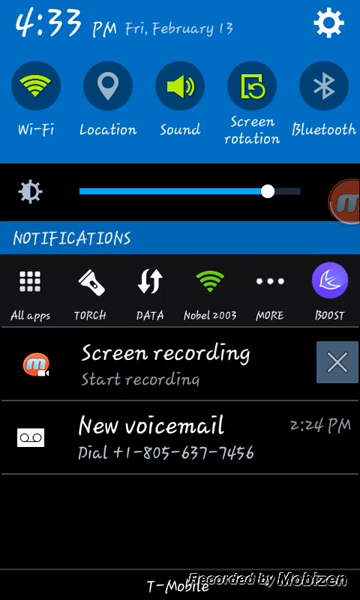 4:33 PM Fri, February 13
Wi-Fi Location Sound Screen rotation Bluetooth
NOTIFICATIONS
All apps TORCH DATA Nobel 2003 MORE BOOST
Screen recording
Start recording
New voicemail 2:24 PM
Dial +1-805-637-7456
T-Mobile
Recorded by Mobizen